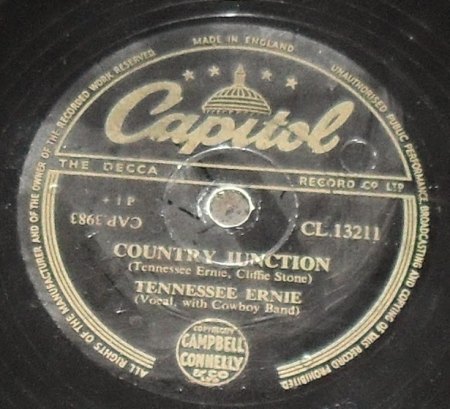 MADE IN ENGLAND
ALL RIGHTS OF THE MANUFACTURER AND OF THE OWNER OF THE RECORDED WORK RESERVED.
UNAUTHORISED PUBLIC PERFORMANCE, BROADCASTING AND COPYING OF THIS RECORD PROHIBITED
Capitol
THE DECCA RECORD CO LTD
CAP.3983
CL.13211
COUNTRY JUNCTION
(Tennessee Ernie, Cliffie Stone)
TENNESSEE ERNIE
(Vocal, with Cowboy Band)
COPYRIGHT
CAMPBELL
CONNELLY
& CO